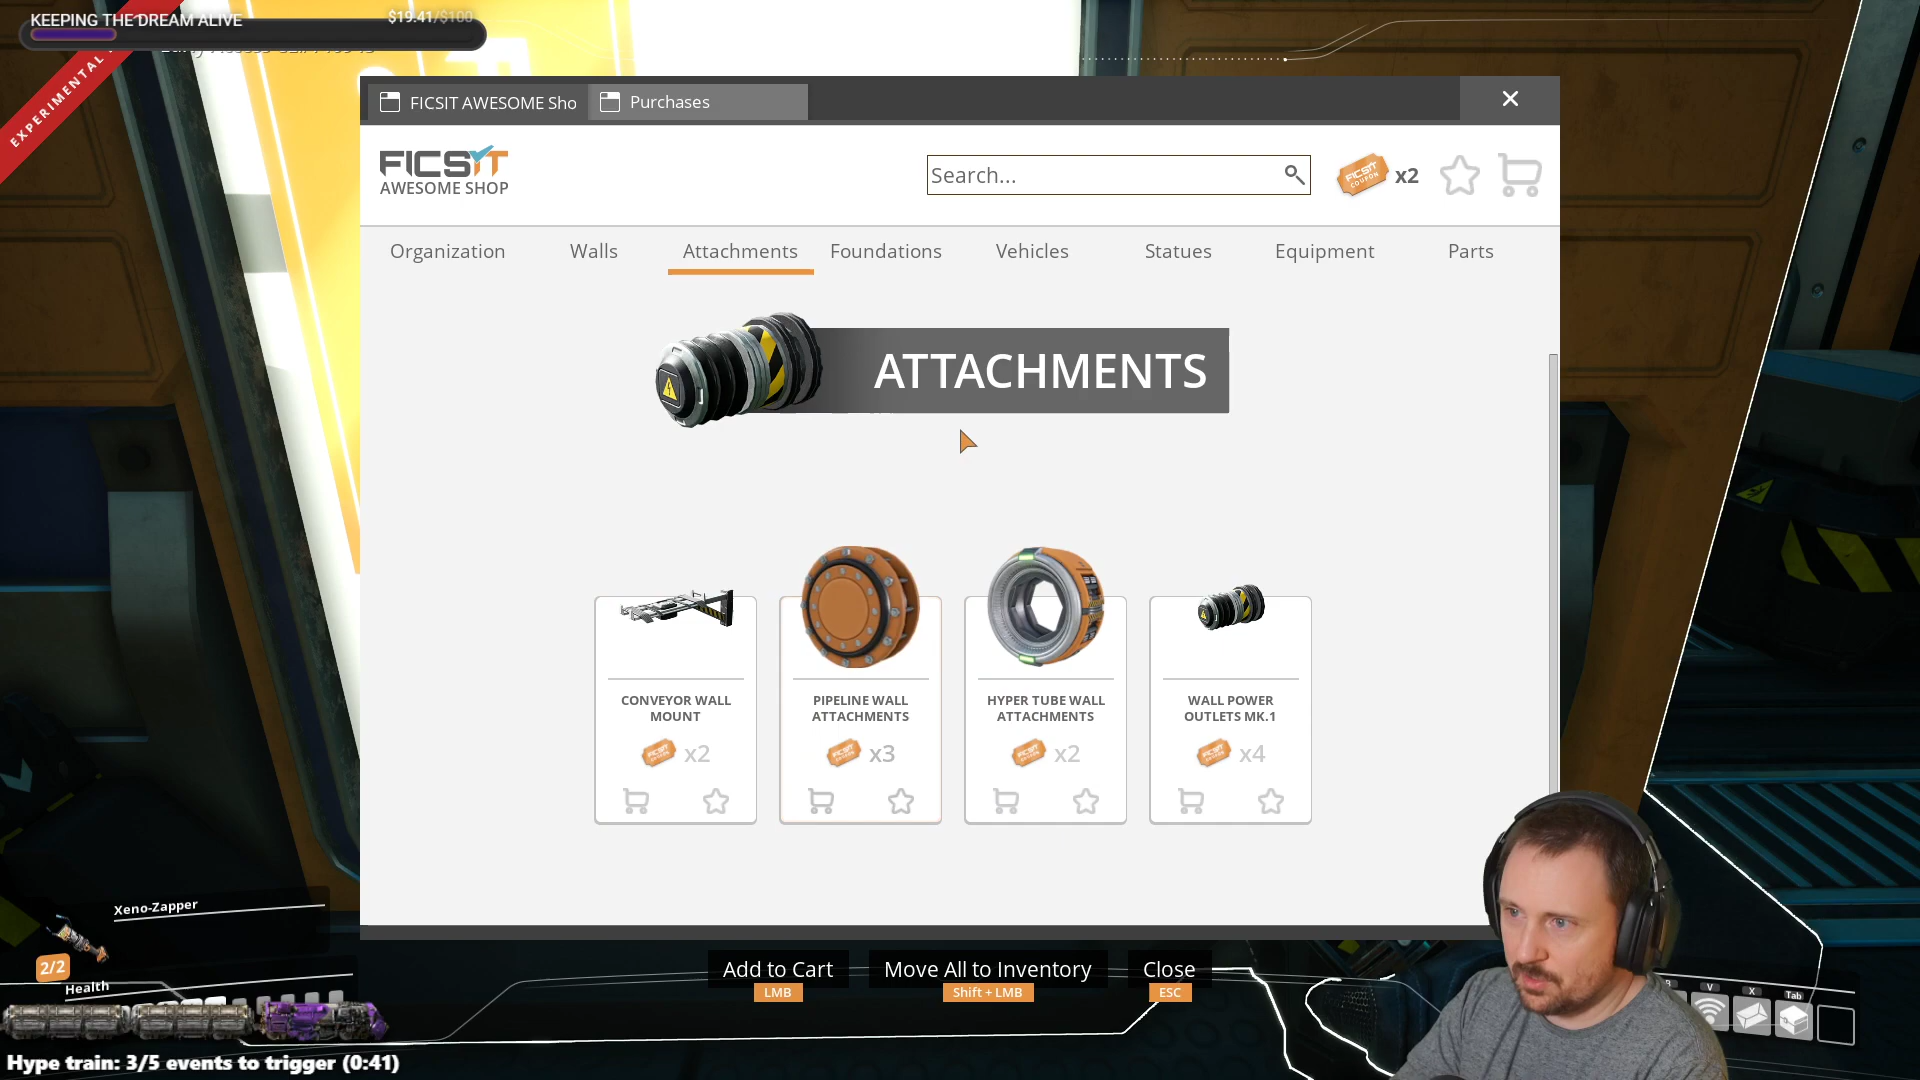 KEEPING THE DREAM ALIVE
$19.41/$100
EXPERIMENTAL
FICSIT AWESOME Sho
Purchases
FICSIT
AWESOME SHOP
Search...
FICSIT
COUPON
x2
Organization
Walls
Attachments
Foundations
Vehicles
Statues
Equipment
Parts
ATTACHMENTS
CONVEYOR WALL
MOUNT
x2
PIPELINE WALL
ATTACHMENTS
x3
HYPER TUBE WALL
ATTACHMENTS
x2
WALL POWER
OUTLETS MK.1
x4
Xeno-Zapper
2/2
Health
Add to Cart
LMB
Move All to Inventory
Shift + LMB
Close
ESC
V
X
Tab
Hype train: 3/5 events to trigger (0:41)